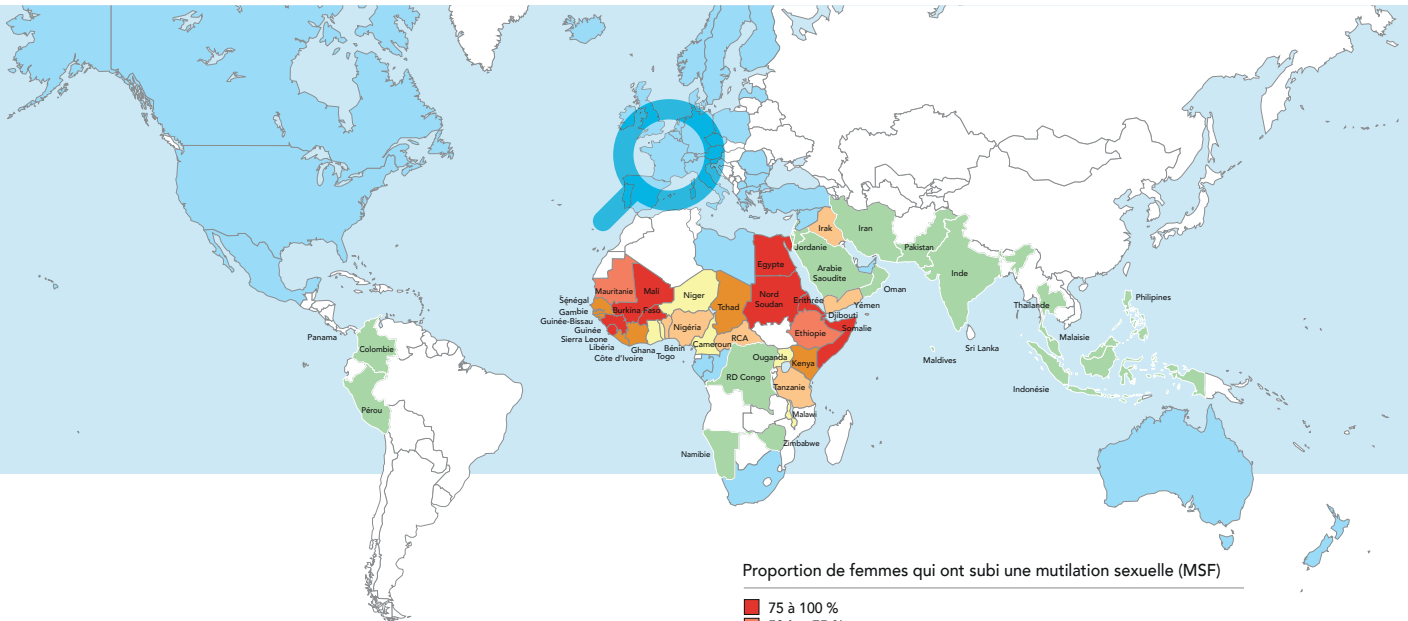 Irak
Iran
Jordanie
Pakistan
Egypte
Arabie
Saoudite
Inde
Oman
Mauritanie
Mali
Niger
Tchad
Nord
Soudan
Erithrée
Yémen
Thaïlande
Philipines
Sénégal
Gambie
Burkina Faso
Djibouti
Guinée-Bissau
Guinée
Nigéria
Ethiopie
Somalie
Sierra Leone
Libéria
Côte d'Ivoire
Ghana
Togo
Bénin
Cameroun
RCA
Panama
Colombie
Malaisie
Sri Lanka
Maldives
Ouganda
Kenya
RD Congo
Tanzanie
Indonésie
Pérou
Malawi
Zimbabwe
Namibie
Proportion de femmes qui ont subi une mutilation sexuelle (MSF)
75 à 100 %